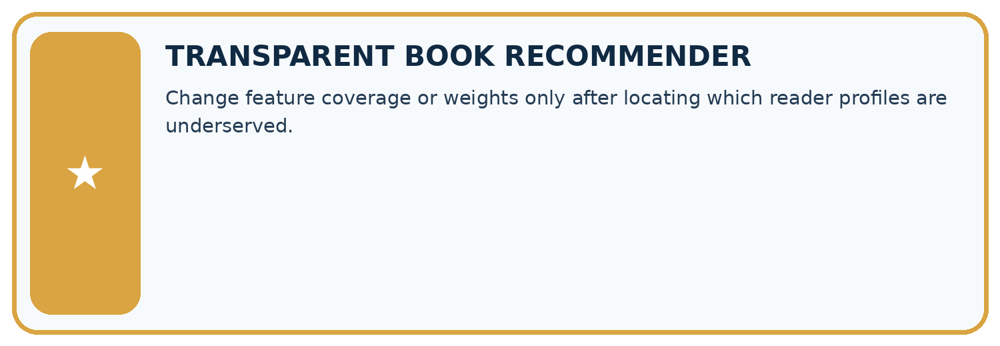 TRANSPARENT BOOK RECOMMENDER
Change feature coverage or weights only after locating which reader profiles are
underserved.